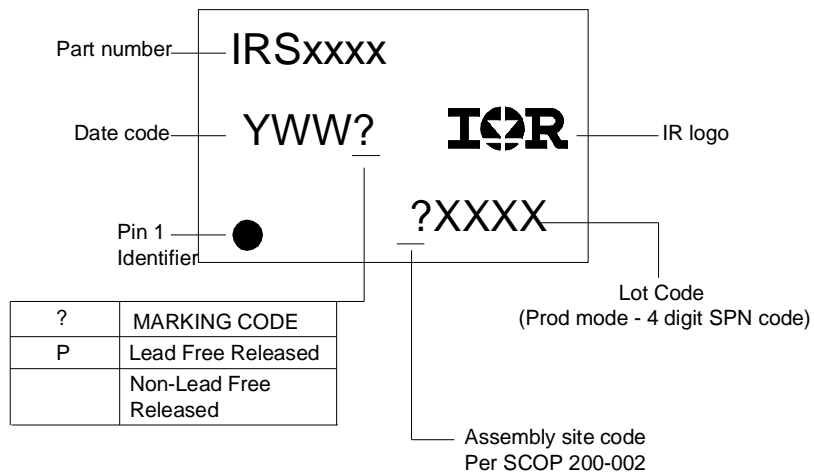 Part number
IRSxxxx
Date code
YWW?
IOR
IR logo
?XXXX
Pin 1
Identifier
Lot Code
(Prod mode - 4 digit SPN code)
? MARKING CODE
P Lead Free Released
Non-Lead Free
Released
Assembly site code
Per SCOP 200-002